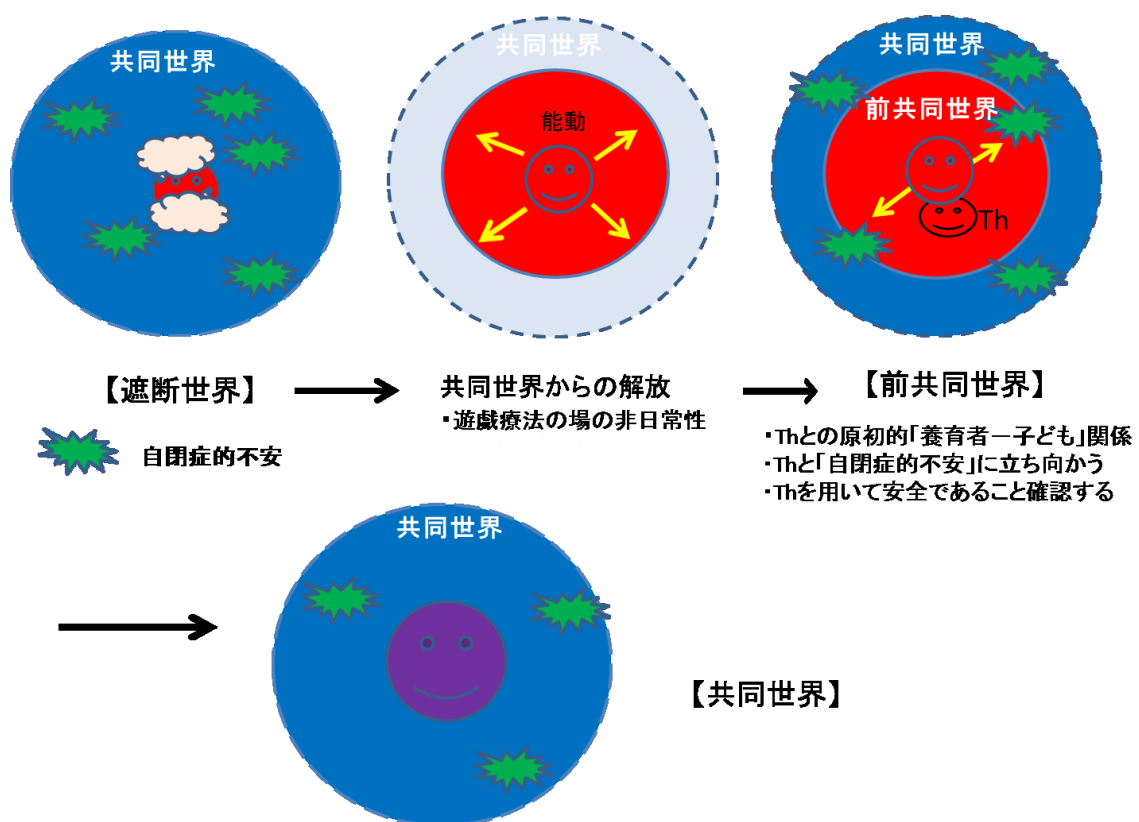 共同世界
共同世界
能動
共同世界
前共同世界
Th
【遮断世界】
自閉症的不安
共同世界からの解放
・遊戯療法の場の非日常性
【前共同世界】
・Thとの原初的「養育者－子ども」関係
・Thと「自閉症的不安」に立ち向かう
・Thを用いて安全であること確認する
共同世界
【共同世界】